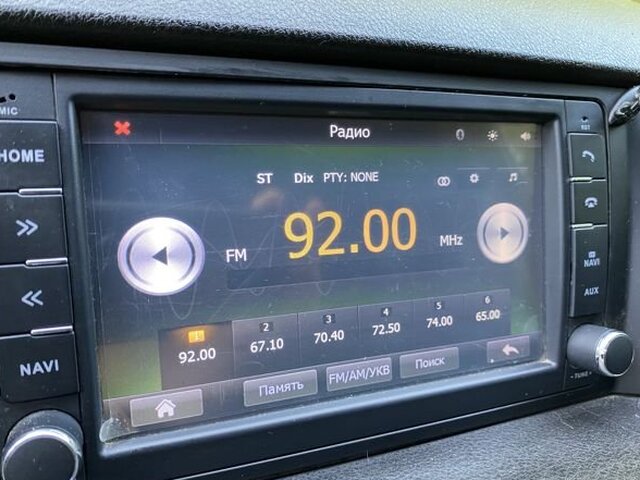 MIC
HOME
NAVI
Радио
ST Dix PTY: NONE
FM 92.00 MHz
1 2 3 4 5 6
92.00 67.10 70.40 72.50 74.00 65.00
Память FM/AM/УКВ Поиск
NAVI
AUX
TUNE